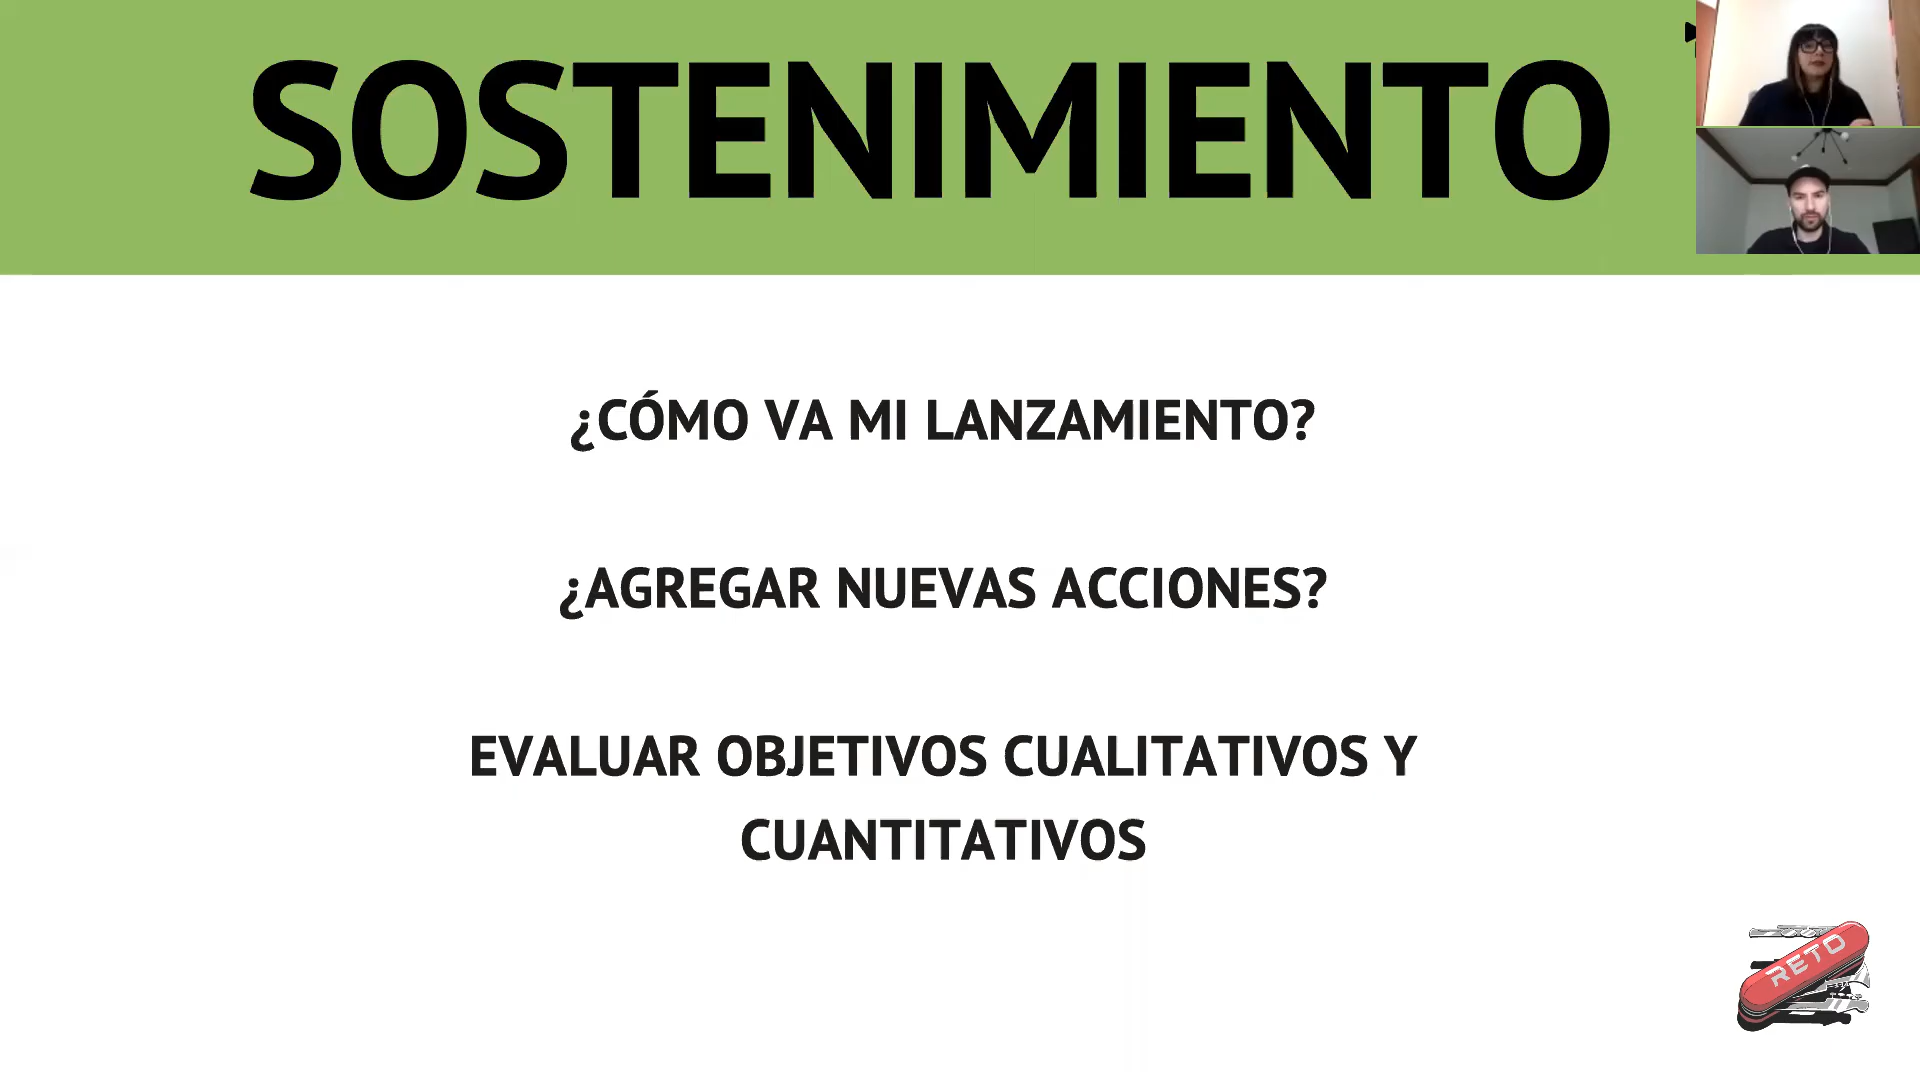 SOSTENIMIENTO
¿CÓMO VA MI LANZAMIENTO?
¿AGREGAR NUEVAS ACCIONES?
EVALUAR OBJETIVOS CUALITATIVOS Y
CUANTITATIVOS
RETO